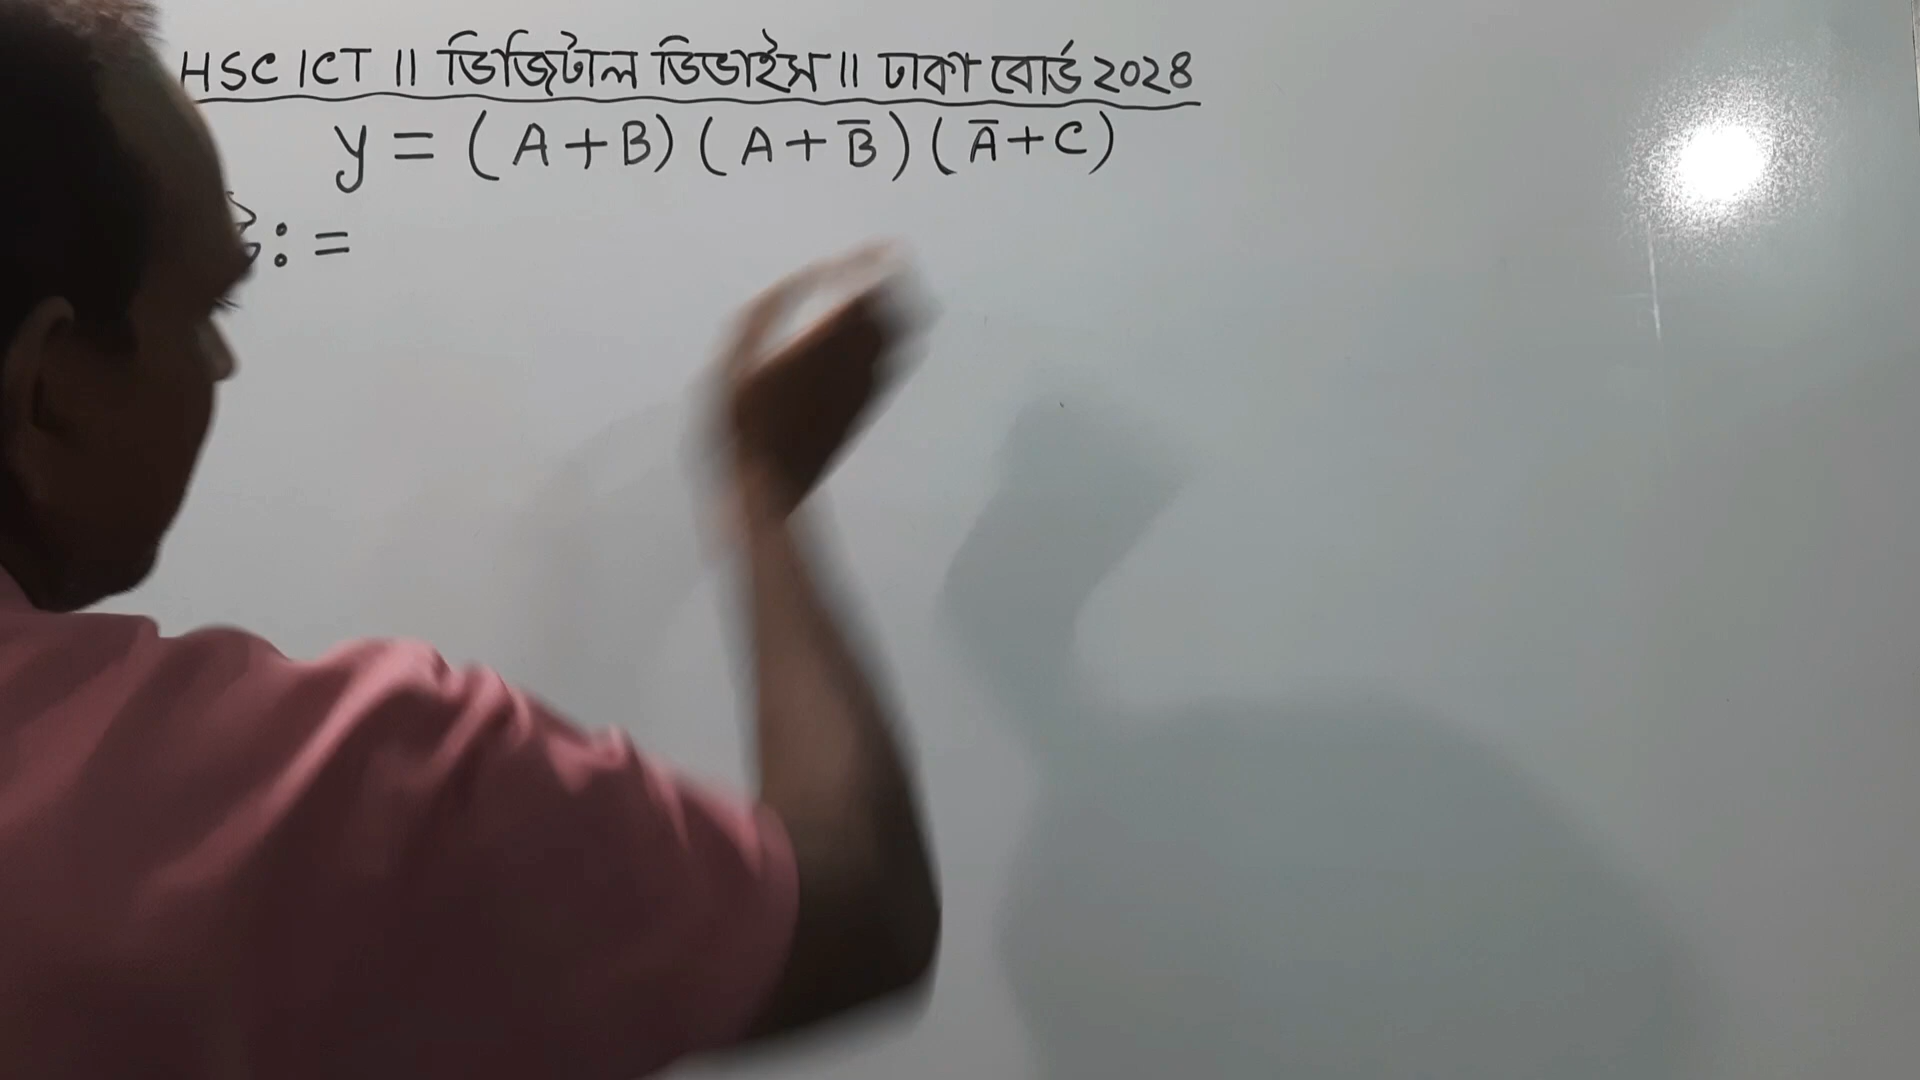 HSC ICT || ডিজিটাল ডিভাইস || ঢাকা বোর্ড ২০২৪
y = (A + B) (A + B̅) (A̅ + C)
: =